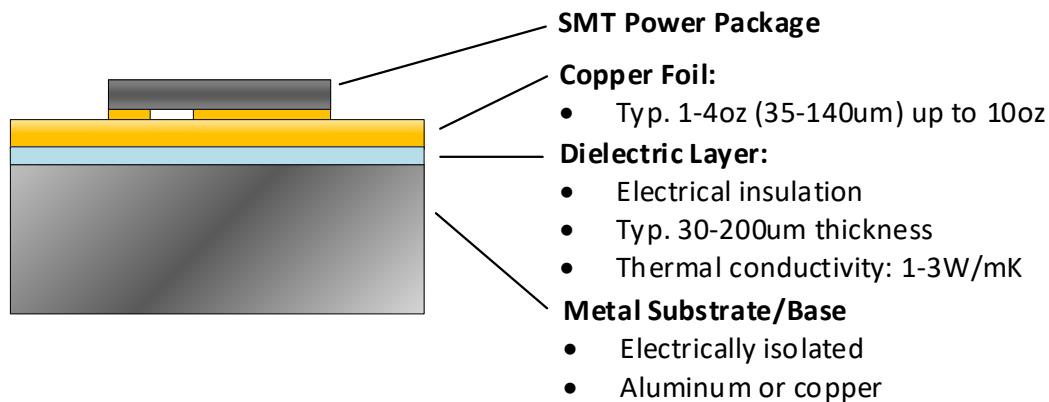 SMT Power Package
Copper Foil:
• Typ. 1-4oz (35-140um) up to 10oz
Dielectric Layer:
• Electrical insulation
• Typ. 30-200um thickness
• Thermal conductivity: 1-3W/mK
Metal Substrate/Base
• Electrically isolated
• Aluminum or copper